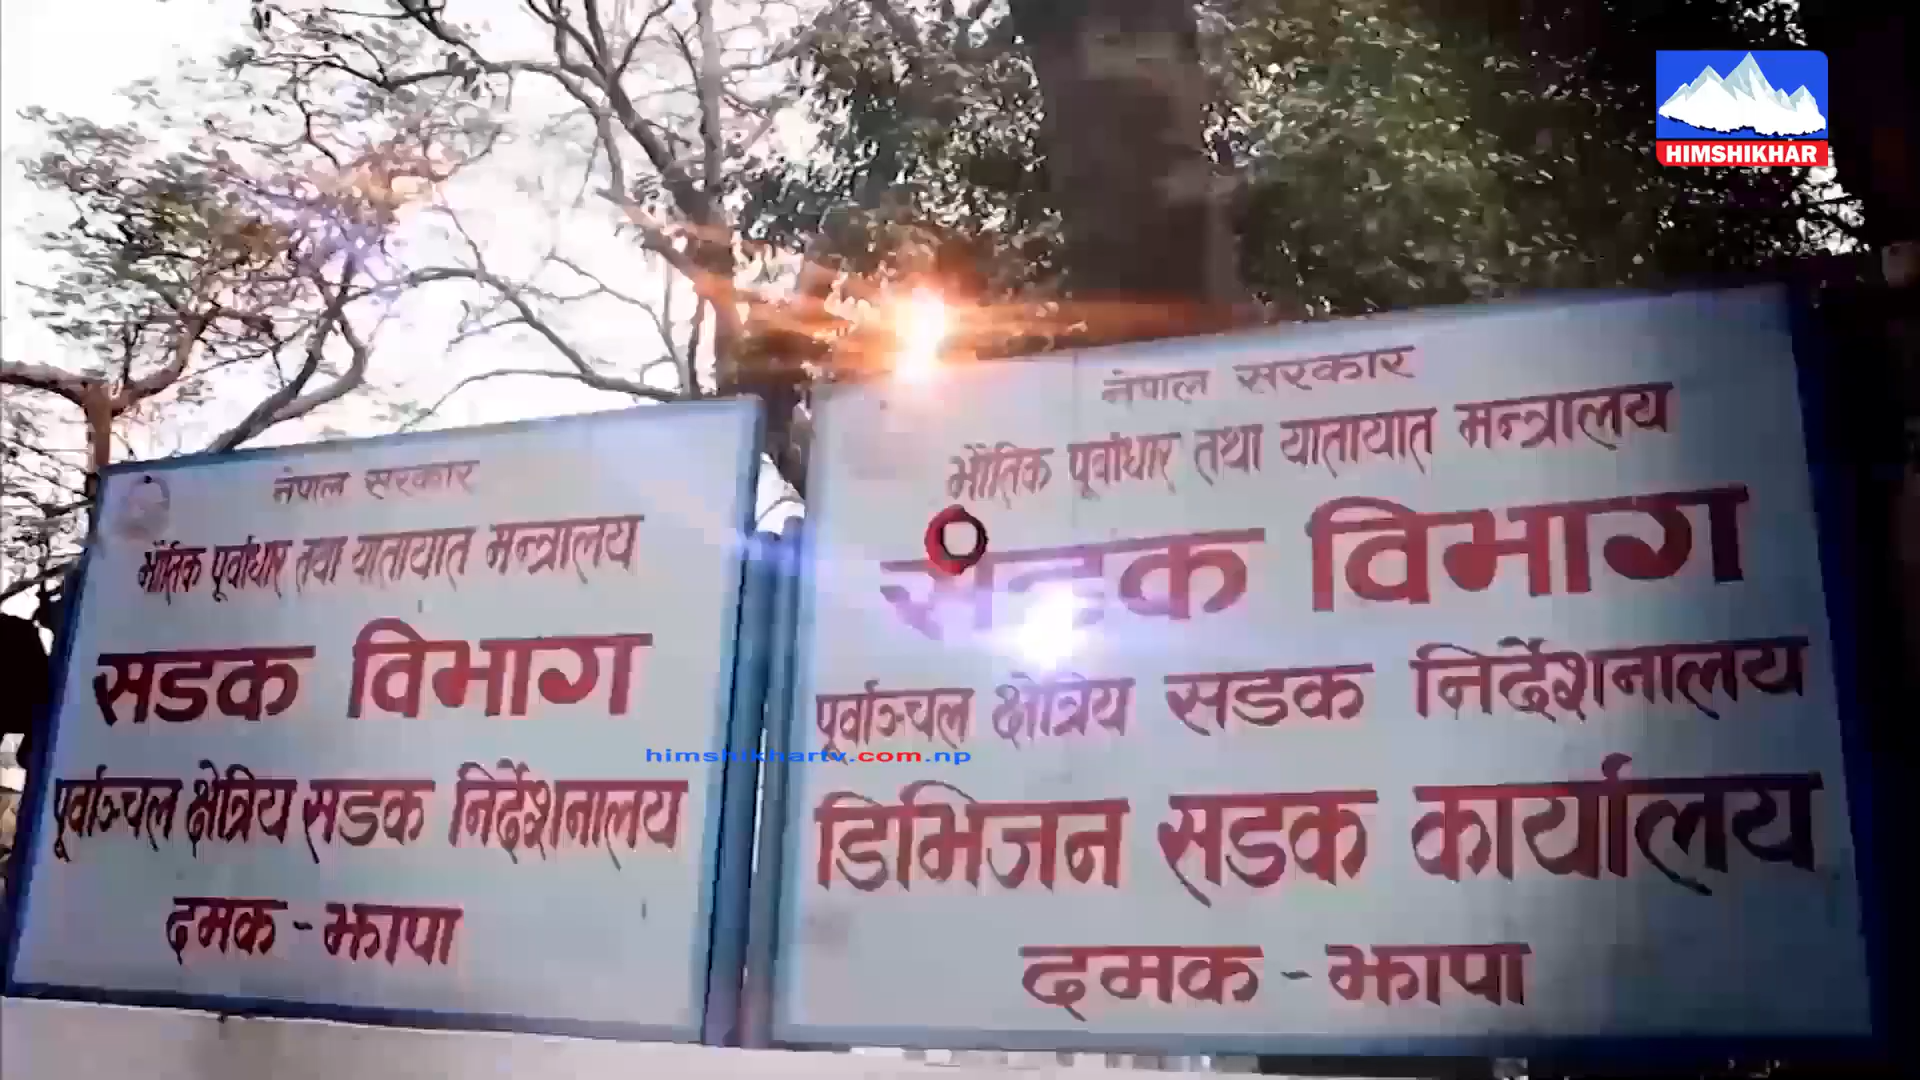 HIMSHIKHAR
नेपाल सरकार
भौतिक पूर्वाधार तथा यातायात मन्त्रालय
सडक विभाग
पूर्वाञ्चल क्षेत्रिय सडक निर्देशनालय
दमक - झापा
नेपाल सरकार
भौतिक पूर्वाधार तथा यातायात मन्त्रालय
सडक विभाग
पूर्वाञ्चल क्षेत्रिय सडक निर्देशनालय
डिभिजन सडक कार्यालय
दमक - झापा
himshikhartv.com.np